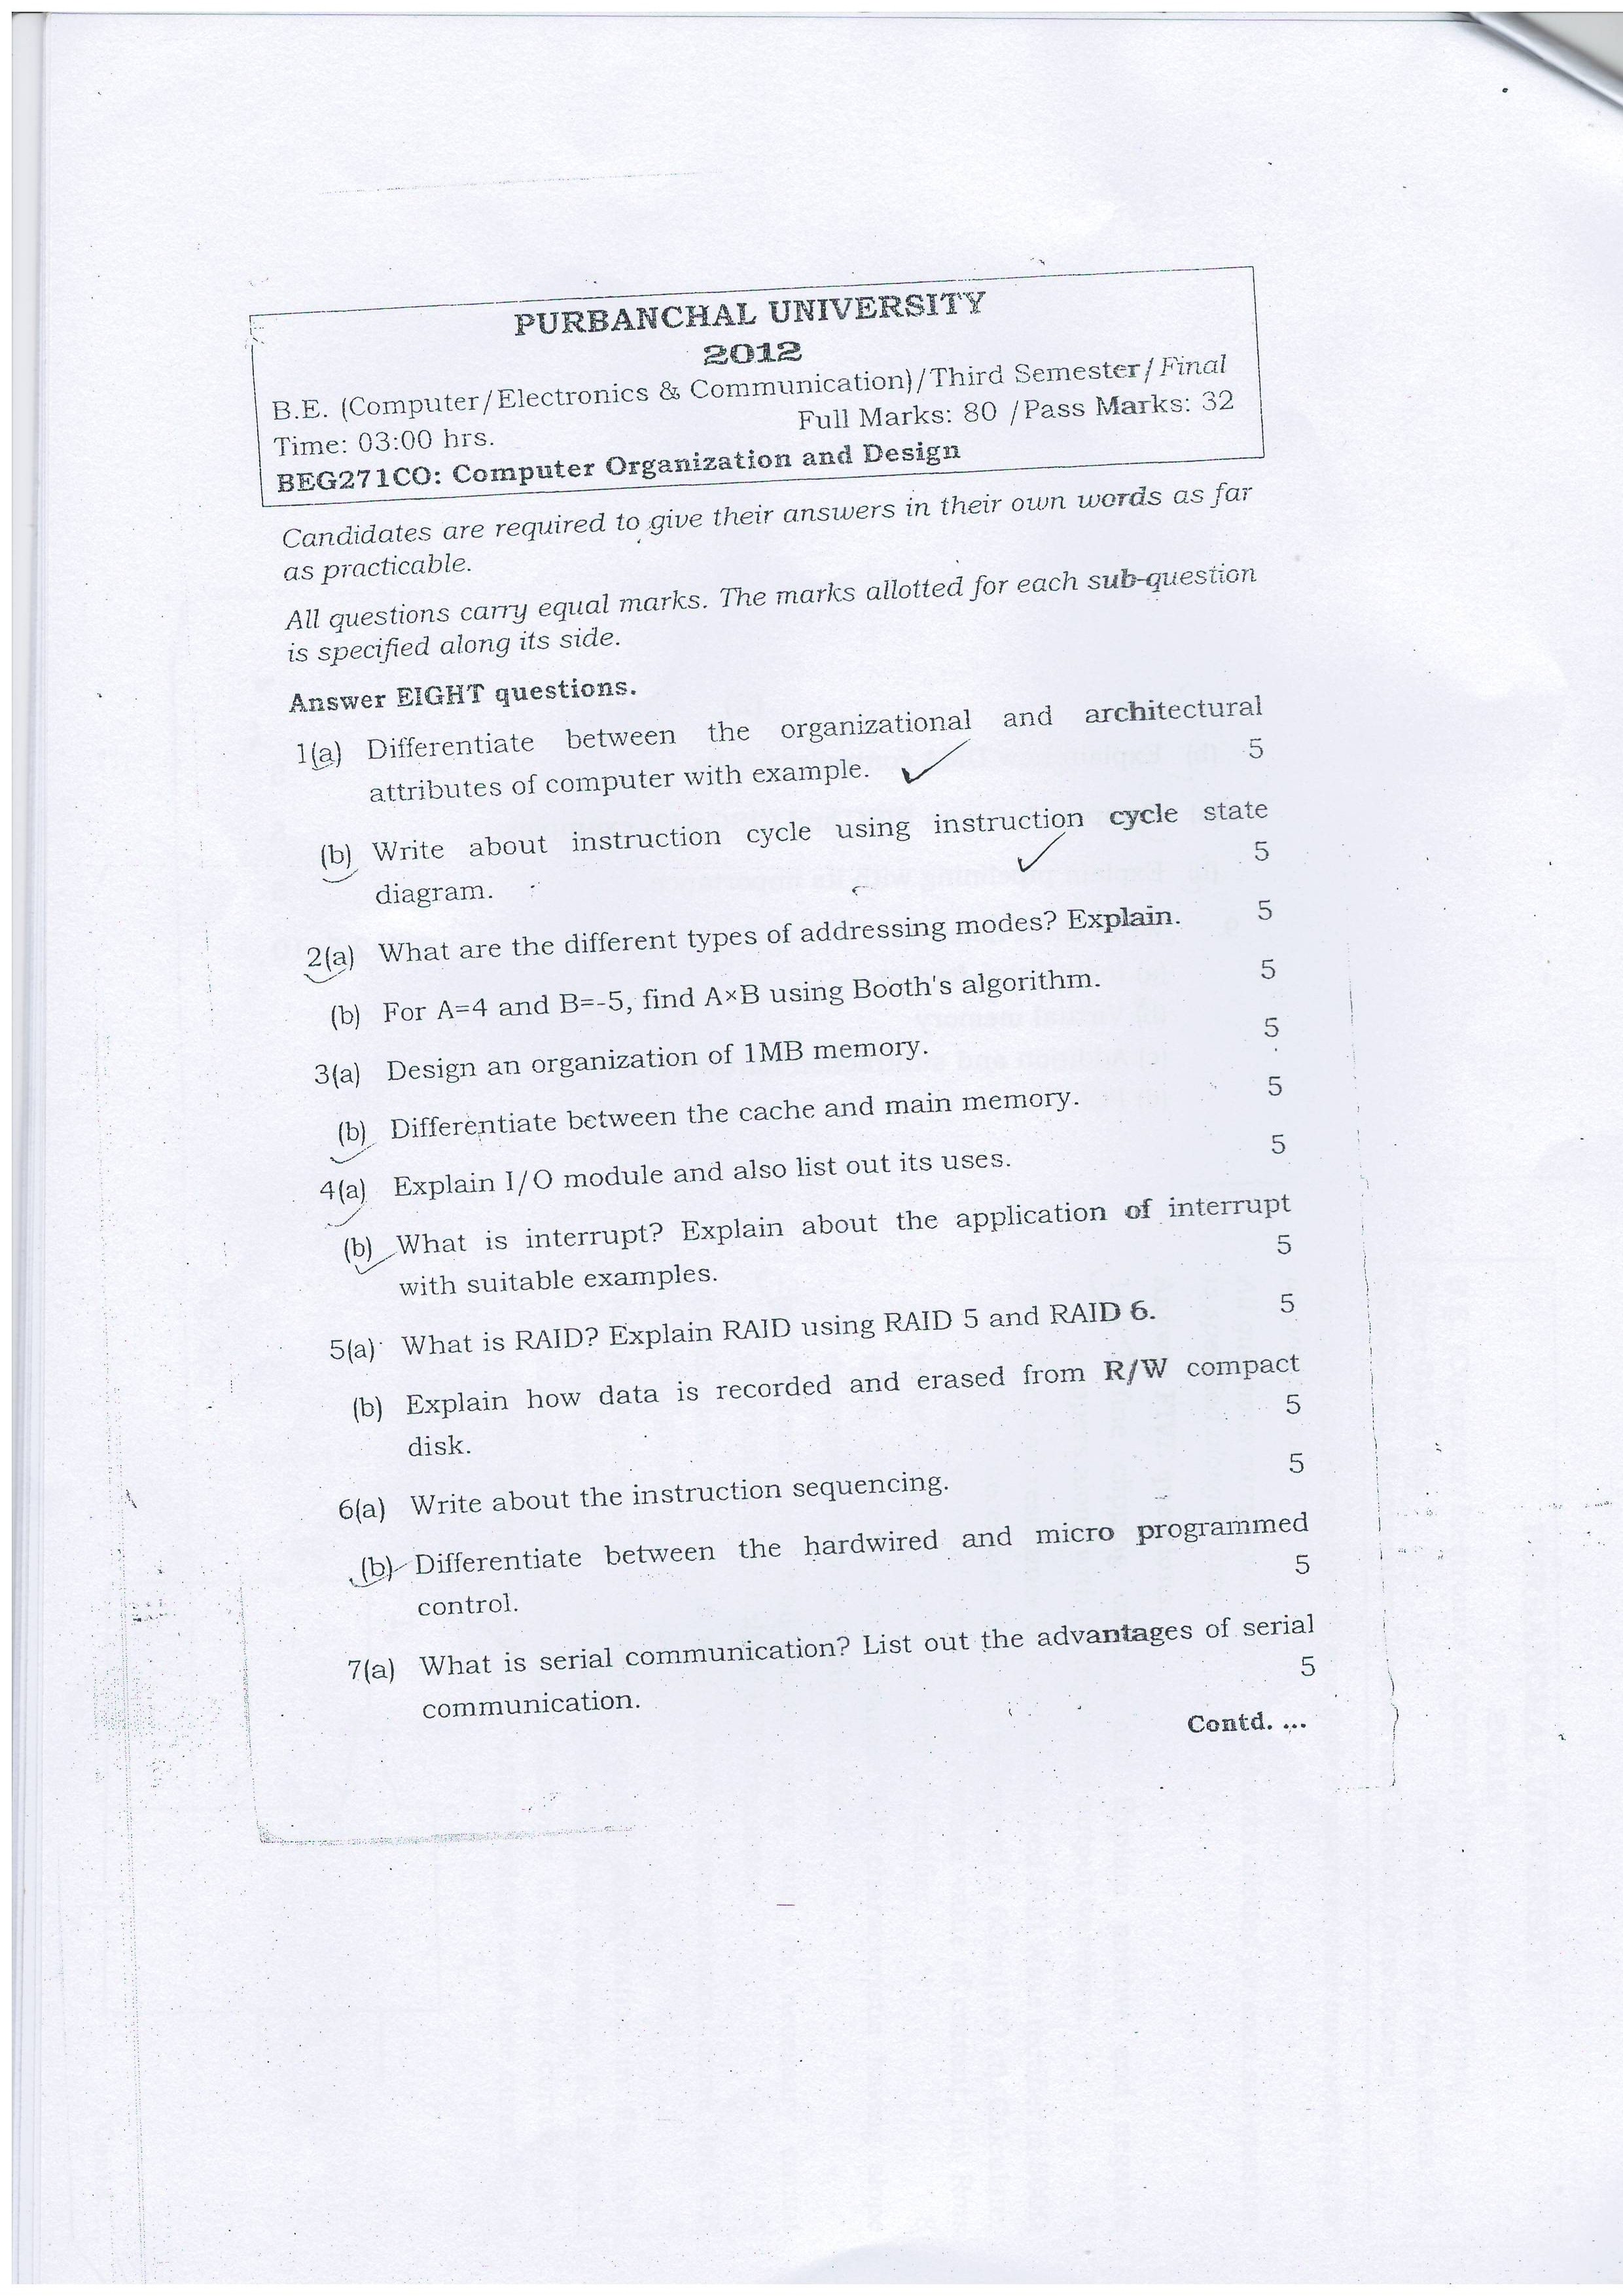 PURBANCHAL UNIVERSITY
2012
B.E. (Computer/Electronics & Communication)/Third Semester/Final
Time: 03:00 hrs. Full Marks: 80 /Pass Marks: 32
BEG271CO: Computer Organization and Design
Candidates are required to give their answers in their own words as far
as practicable.
All questions carry equal marks. The marks allotted for each sub-question
is specified along its side.
Answer EIGHT questions.
1(a) Differentiate between the organizational and architectural
attributes of computer with example. 5
(b) Write about instruction cycle using instruction cycle state
diagram. 5
2(a) What are the different types of addressing modes? Explain. 5
(b) For A=4 and B=-5, find A×B using Booth's algorithm. 5
3(a) Design an organization of 1MB memory. 5
(b) Differentiate between the cache and main memory. 5
4(a) Explain I/O module and also list out its uses. 5
(b) What is interrupt? Explain about the application of interrupt
with suitable examples. 5
5(a) What is RAID? Explain RAID using RAID 5 and RAID 6. 5
(b) Explain how data is recorded and erased from R/W compact
disk. 5
6(a) Write about the instruction sequencing. 5
(b) Differentiate between the hardwired and micro programmed
control. 5
7(a) What is serial communication? List out the advantages of serial
communication. 5
Contd. ...